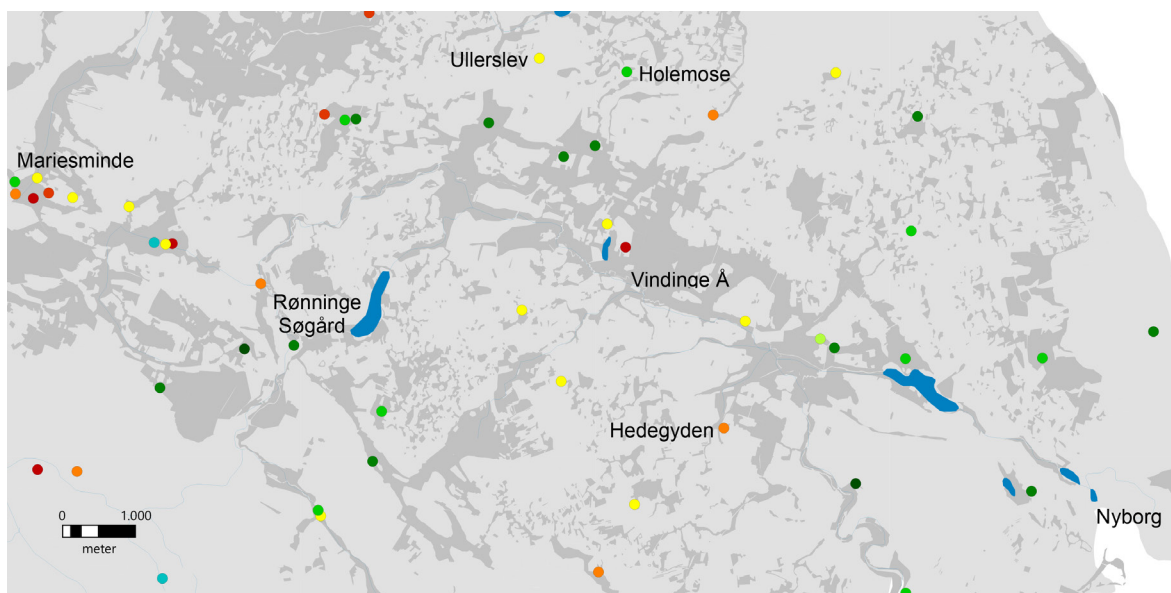 Ullerslev
Holemose
Mariesminde
Vindinge Å
Rønninge
Søgård
Hedegyden
Nyborg
0 1.000
meter